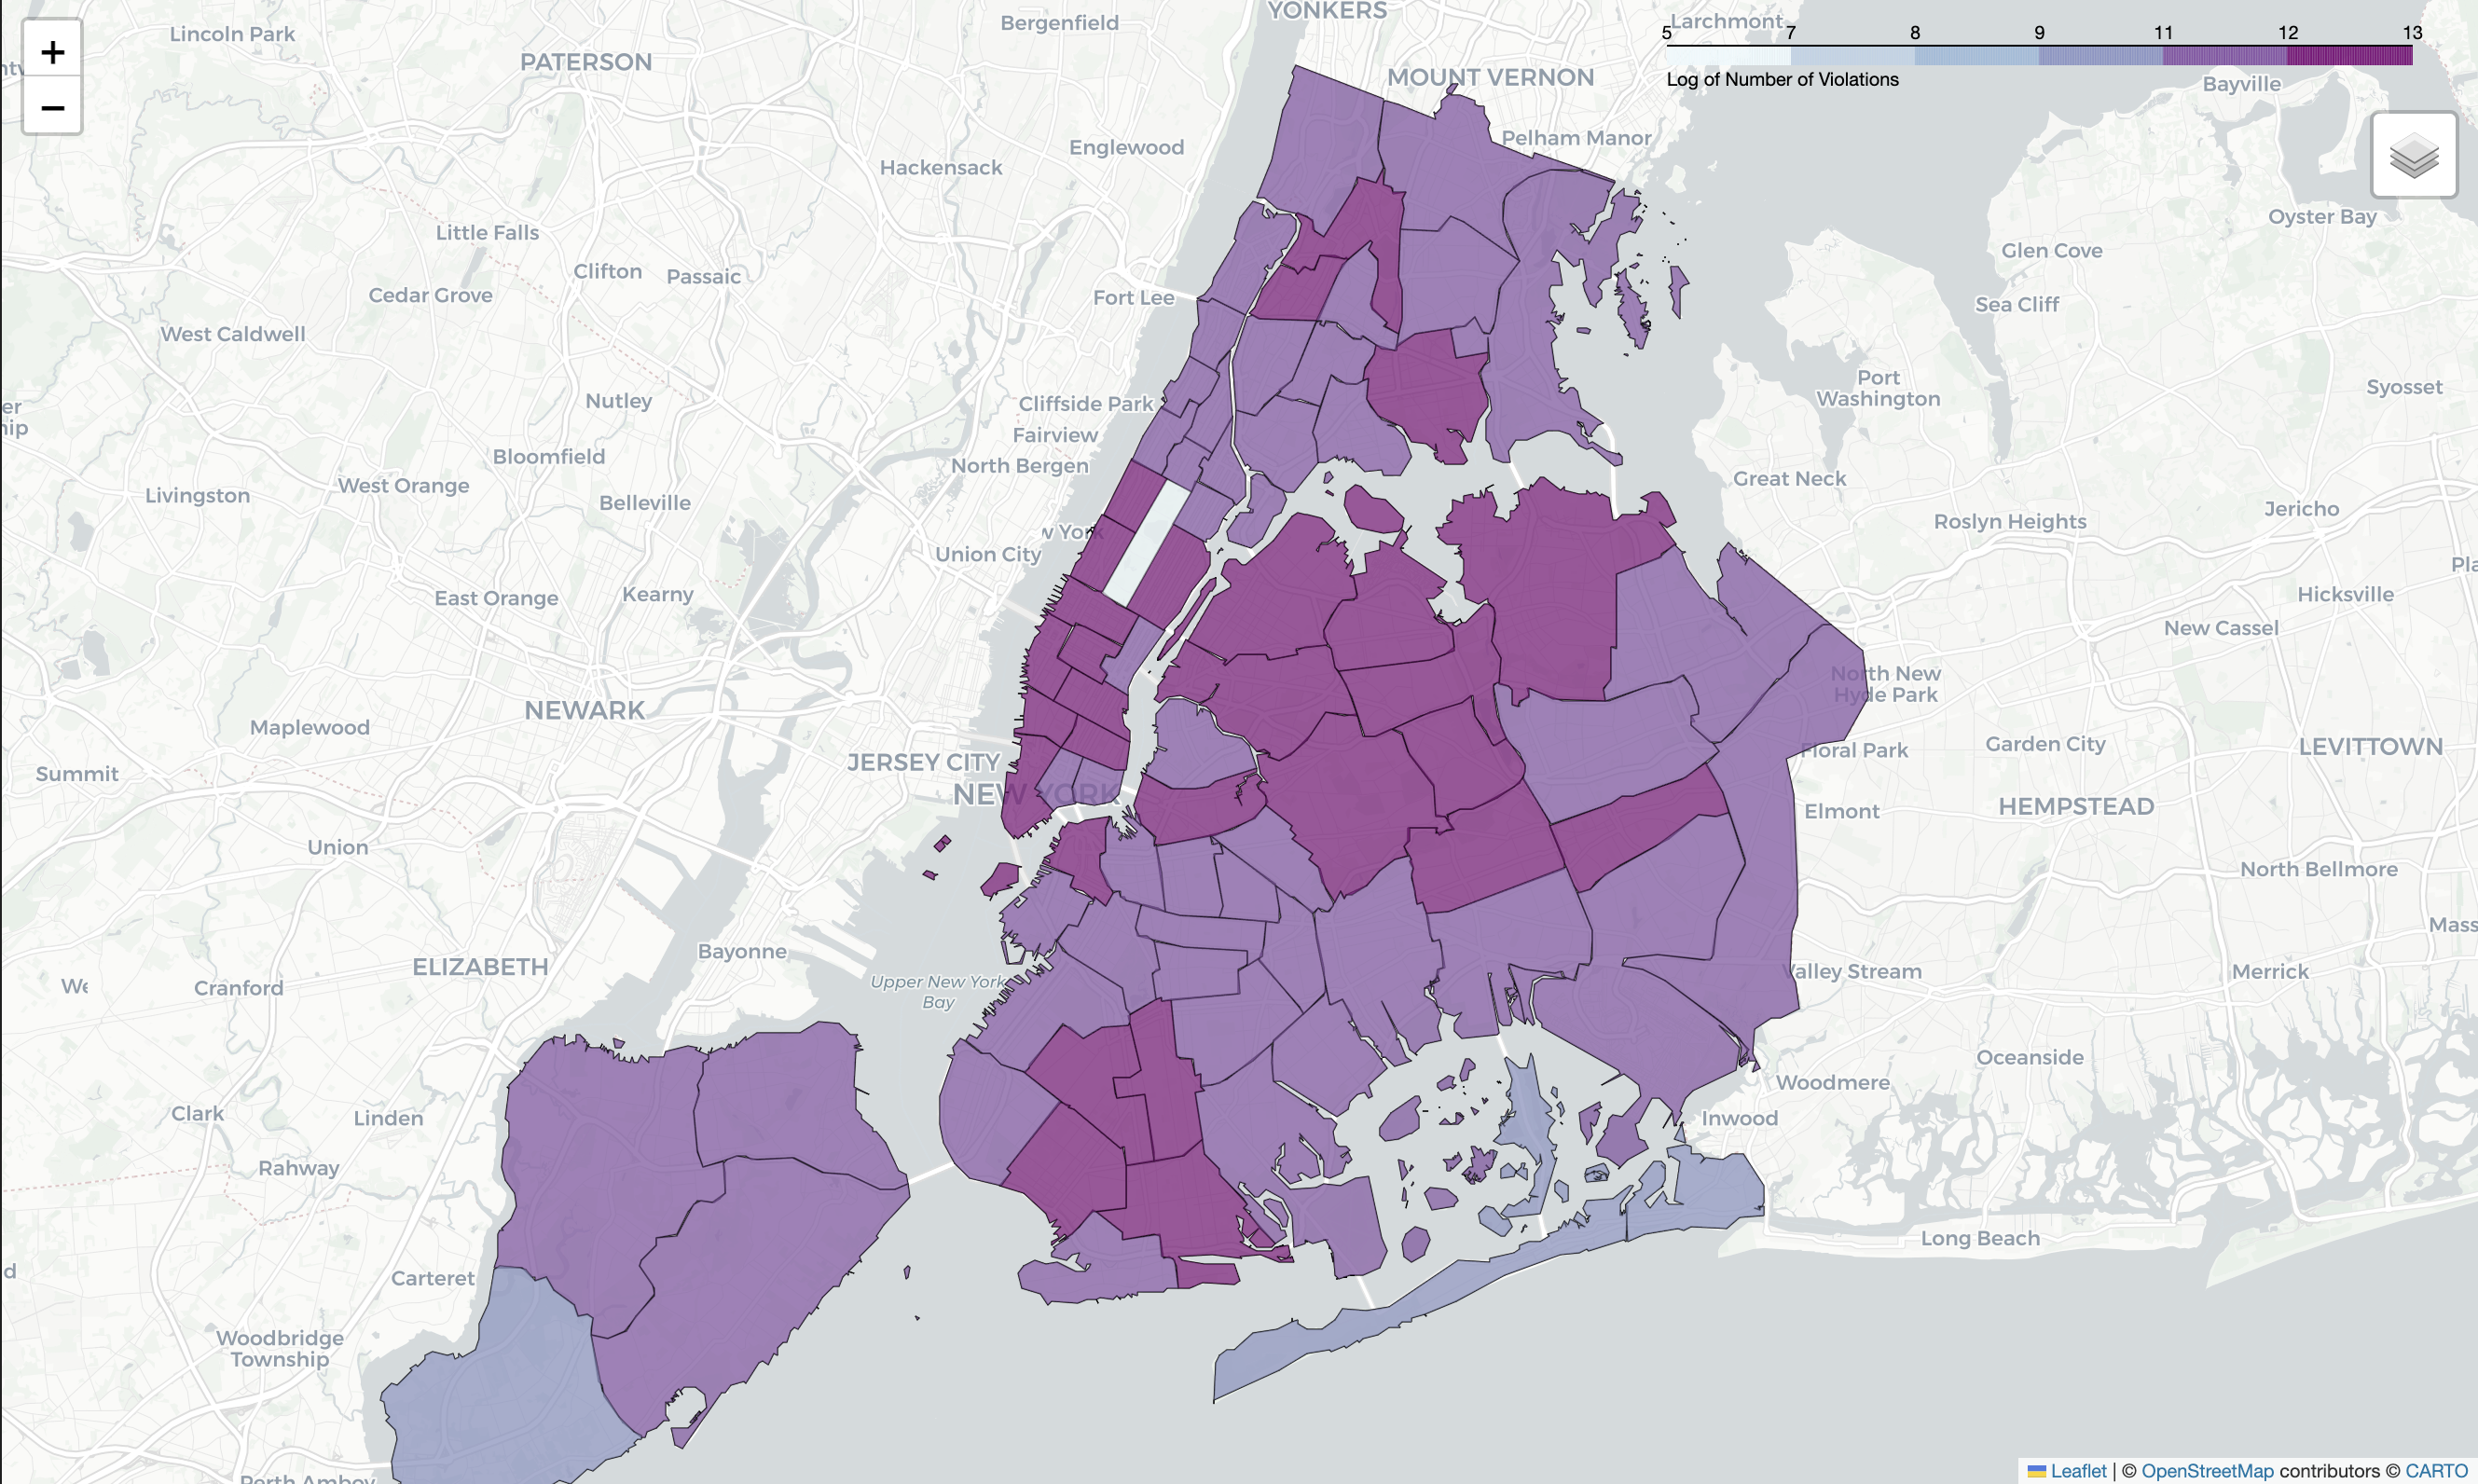 +
−
5 7 8 9 11 12 13
Log of Number of Violations
Lincoln Park
Bergenfield
YONKERS
Larchmont
PATERSON
MOUNT VERNON
Bayville
Pelham Manor
Englewood
Hackensack
Oyster Bay
Little Falls
Glen Cove
Clifton
Passaic
Cedar Grove
Fort Lee
Sea Cliff
West Caldwell
Port
Washington
Syosset
Nutley
Cliffside Park
Fairview
North Bergen
Bloomfield
West Orange
Great Neck
Livingston
Belleville
Jericho
Roslyn Heights
w York
Union City
Hicksville
East Orange
Kearny
New Cassel
North New
Hyde Park
NEWARK
Maplewood
Floral Park
Garden City
LEVITTOWN
JERSEY CITY
Summit
NEW YORK
HEMPSTEAD
Elmont
Union
North Bellmore
Mass
Bayonne
ELIZABETH
Valley Stream
Merrick
Cranford
Upper New York
Bay
Oceanside
Woodmere
Clark
Linden
Inwood
Rahway
Long Beach
Carteret
Woodbridge
Township
Perth Amboy
Leaflet | © OpenStreetMap contributors © CARTO